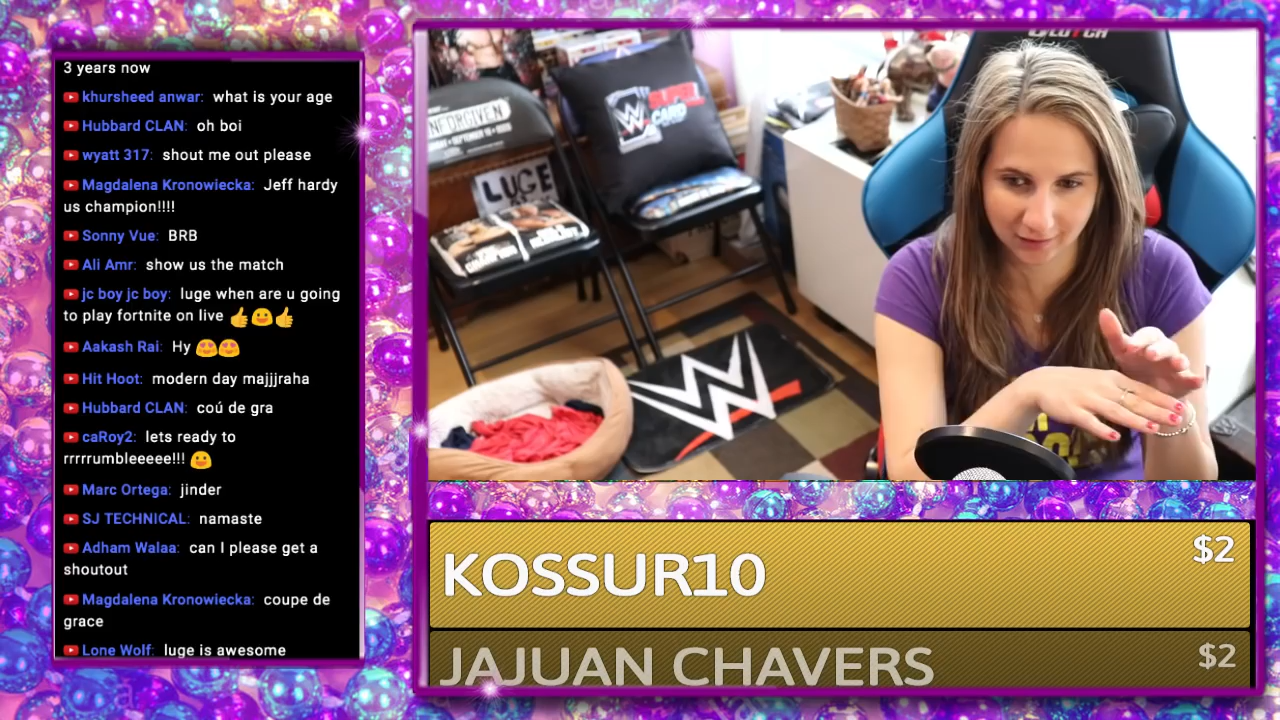 3 years now
khursheed anwar: what is your age
Hubbard CLAN: oh boi
wyatt 317: shout me out please
Magdalena Kronowiecka: Jeff hardy
us champion!!!!
Sonny Vue: BRB
Ali Amr: show us the match
jc boy jc boy: luge when are u going
to play fortnite on live 👍😀👍
Aakash Rai: Hy 😍😍
Hit Hoot: modern day majjjraha
Hubbard CLAN: coú de gra
caRoy2: lets ready to
rrrrrumbleeeee!!! 😀
Marc Ortega: jinder
SJ TECHNICAL: namaste
Adham Walaa: can I please get a
shoutout
Magdalena Kronowiecka: coupe de
grace
Lone Wolf: luge is awesome
CLUTCH
NFORGIVEN
LUGE
CARD
KOSSUR10
$2
JAJUAN CHAVERS
$2